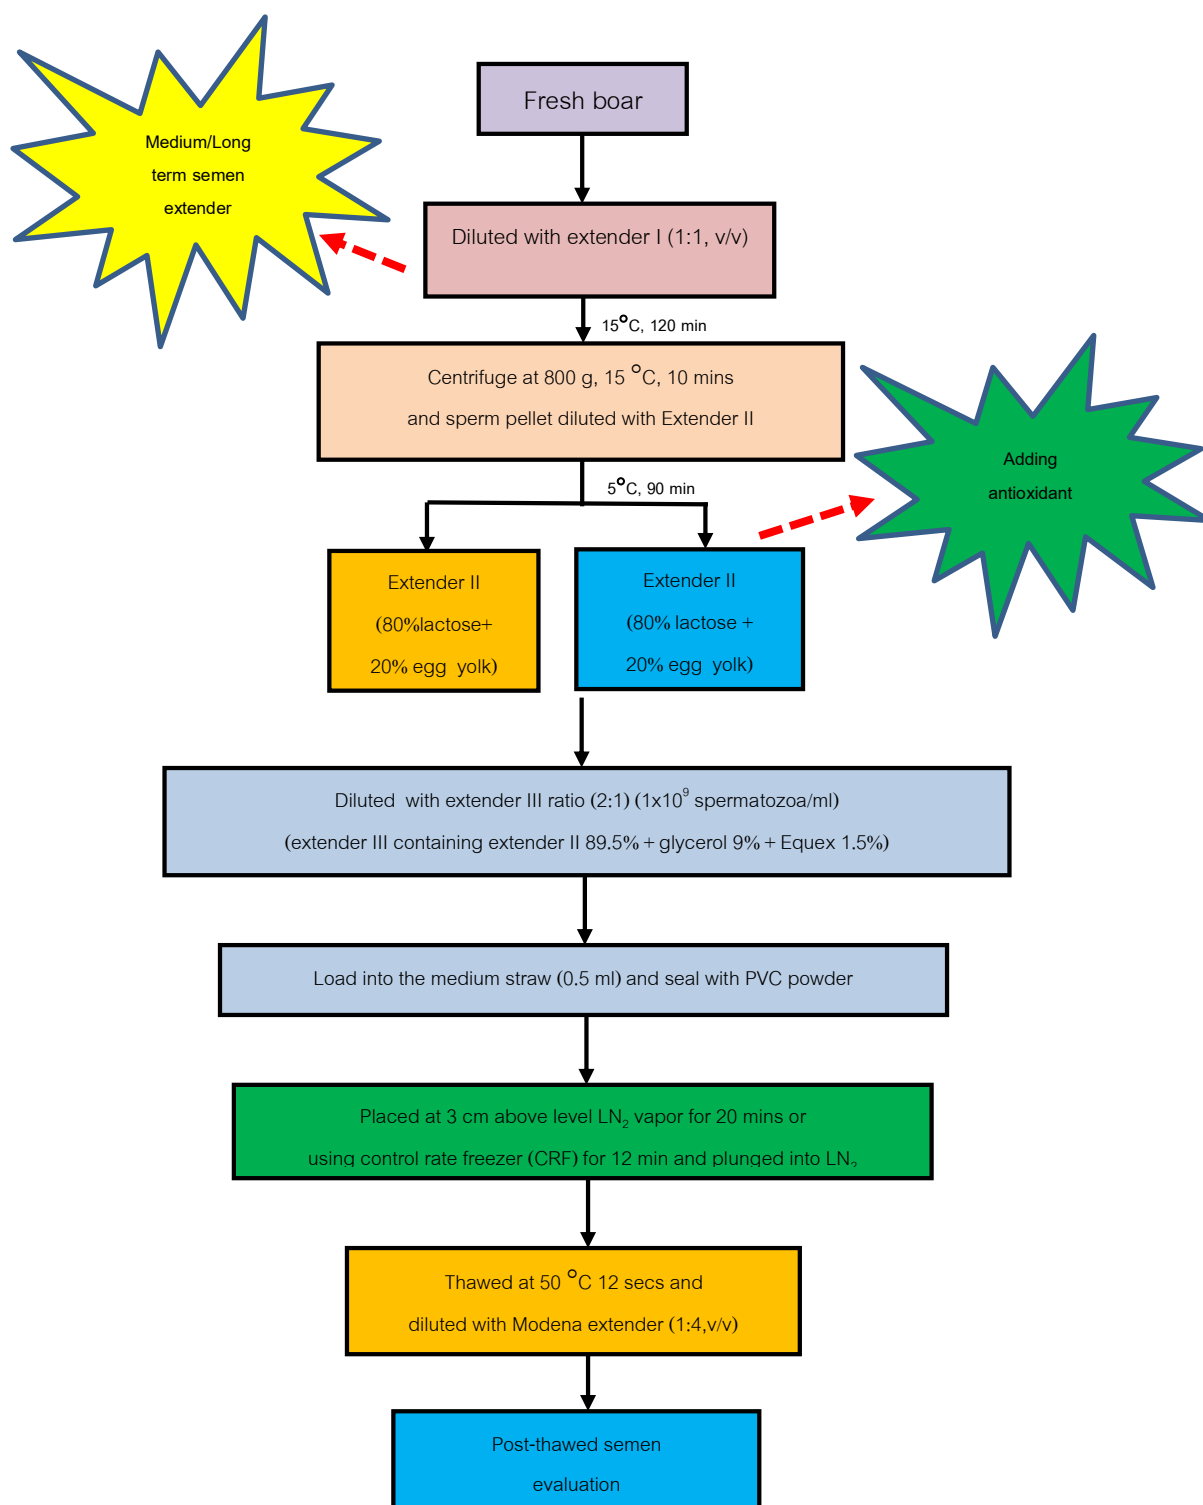 Fresh boar
Medium/Long
term semen
extender
Diluted with extender I (1:1, v/v)
15°C, 120 min
Centrifuge at 800 g, 15 °C, 10 mins
and sperm pellet diluted with Extender II
Adding
antioxidant
5°C, 90 min
Extender II
(80%lactose+
20% egg yolk)
Extender II
(80% lactose +
20% egg yolk)
Diluted with extender III ratio (2:1) (1x10⁹ spermatozoa/ml)
(extender III containing extender II 89.5% + glycerol 9% + Equex 1.5%)
Load into the medium straw (0.5 ml) and seal with PVC powder
Placed at 3 cm above level LN₂ vapor for 20 mins or
using control rate freezer (CRF) for 12 min and plunged into LN₂
Thawed at 50 °C 12 secs and
diluted with Modena extender (1:4,v/v)
Post-thawed semen
evaluation